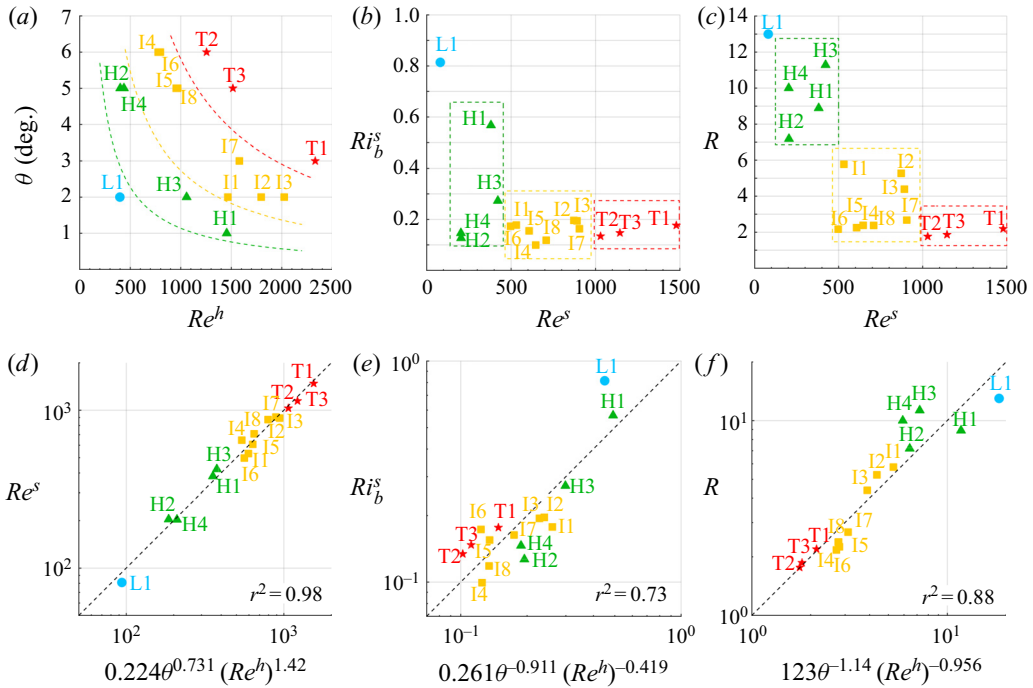 (a)
6
5
4
3
2
1
0
0
500
1000
1500
2000
2500
θ (deg.)
Re^h
I4
T2
I6
H2
I5
T3
H4
I8
I7
T1
L1
H3
I1
I2
I3
H1
(b)
1.0
0.8
0.6
0.4
0.2
0
500
1000
1500
Ri_b^s
Re^s
L1
H1
H3
I1
I2
I3
T1
H4
I5
T2
T3
H2
I6
I8
I7
I4
(c)
14
12
10
8
6
4
2
0
500
1000
1500
R
Re^s
L1
H3
H4
H1
H2
I1
I2
I3
I5
I7
I6
I4
I8
T2
T3
T1
(d)
10^3
10^2
10^2
10^3
Re^s
T1
T2
I7
T3
I8
I4
I3
I2
I5
H3
I1
H1
I6
H2
H4
L1
r^2 = 0.98
0.224θ^0.731 (Re^h)^1.42
(e)
10^0
10^−1
10^−1
10^0
Ri_b^s
L1
H1
H3
I6
T1
I3
I2
T3
I7
I1
T2
I5
H4
I8
H2
I4
r^2 = 0.73
0.261θ^−0.911 (Re^h)^−0.419
(f)
10^1
10^0
10^0
10^1
R
L1
H3
H4
H1
H2
I1
I2
I3
I8
I7
T1
T3
I5
T2
I4
I6
r^2 = 0.88
123θ^−1.14 (Re^h)^−0.956